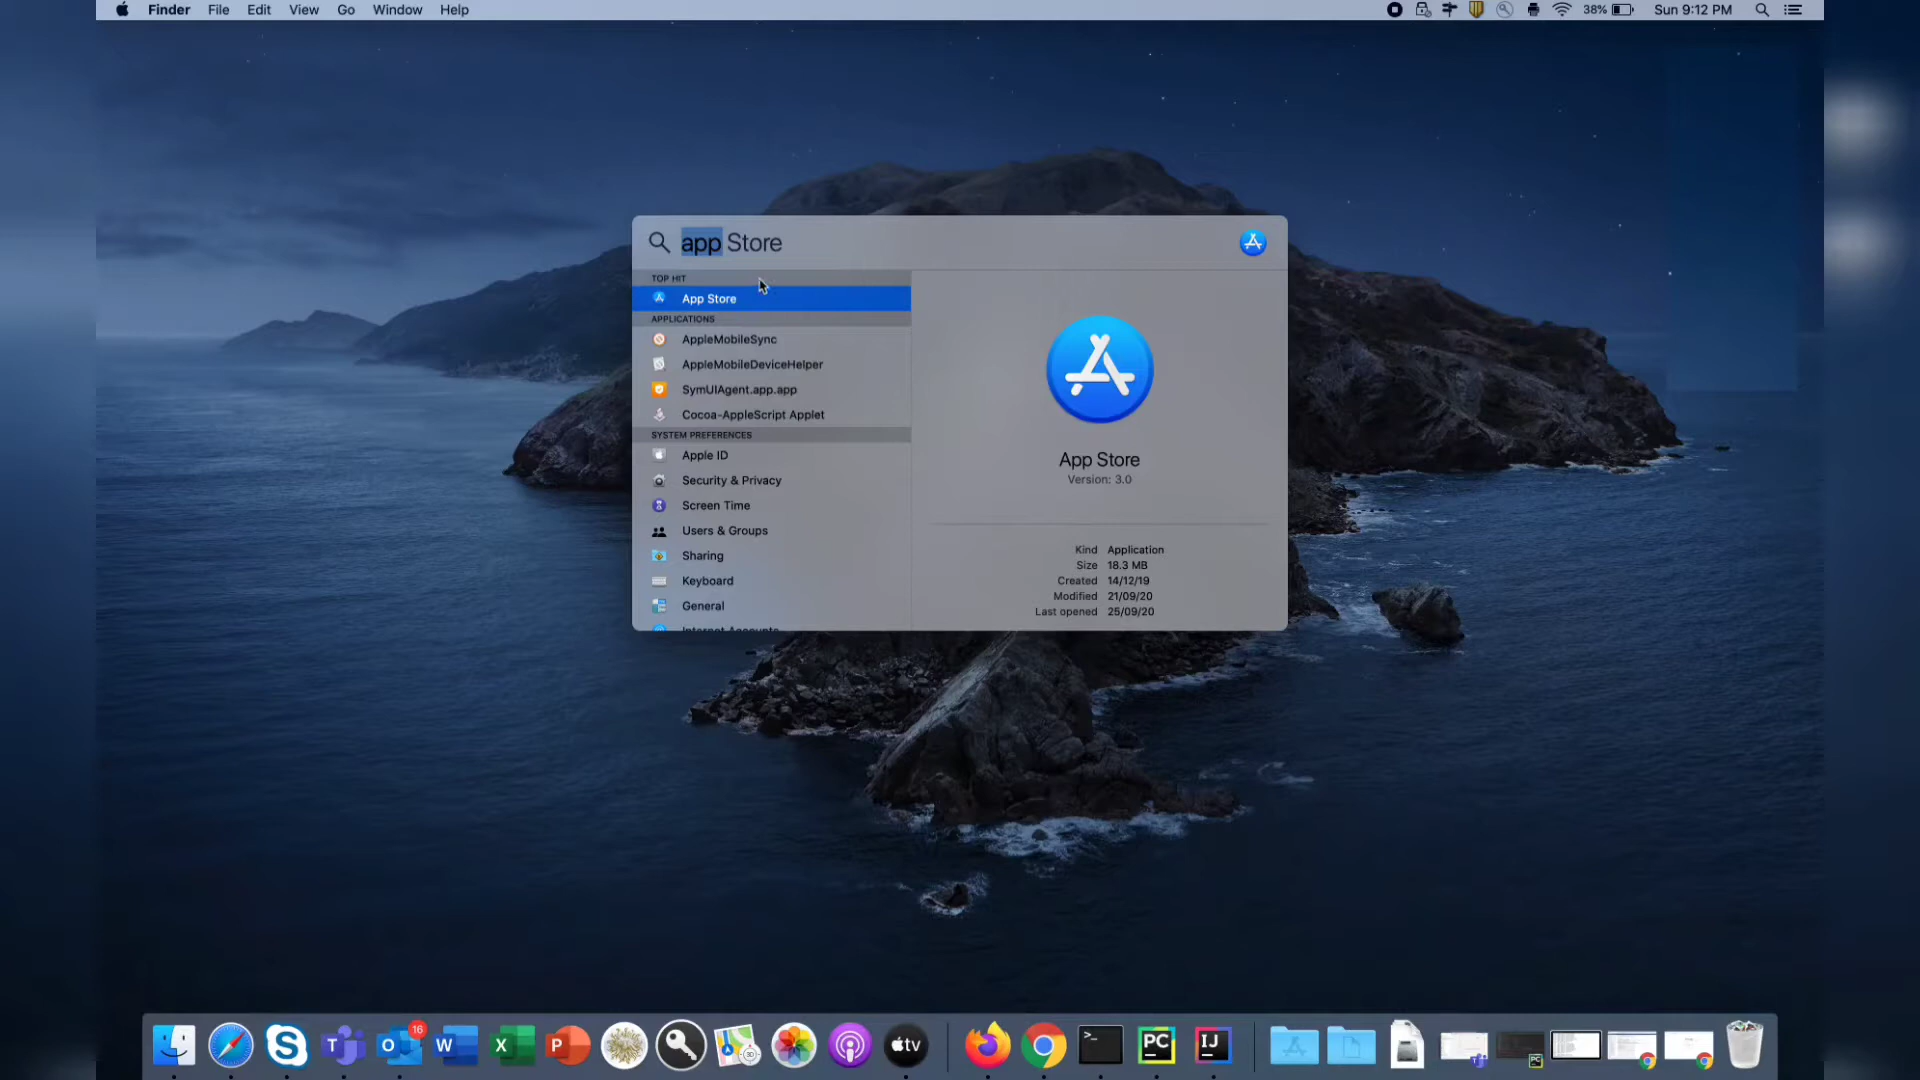 Finder File Edit View Go Window Help
38% Sun 9:12 PM
app Store
TOP HIT
App Store
APPLICATIONS
AppleMobileSync
AppleMobileDeviceHelper
SymUIAgent.app.app
Cocoa-AppleScript Applet
SYSTEM PREFERENCES
Apple ID
Security & Privacy
Screen Time
Users & Groups
Sharing
Keyboard
General
Internet Accounts
App Store
Version: 3.0
Kind Application
Size 18.3 MB
Created 14/12/19
Modified 21/09/20
Last opened 25/09/20
16
T
O
W
X
P
tv
>_
PC
IJ